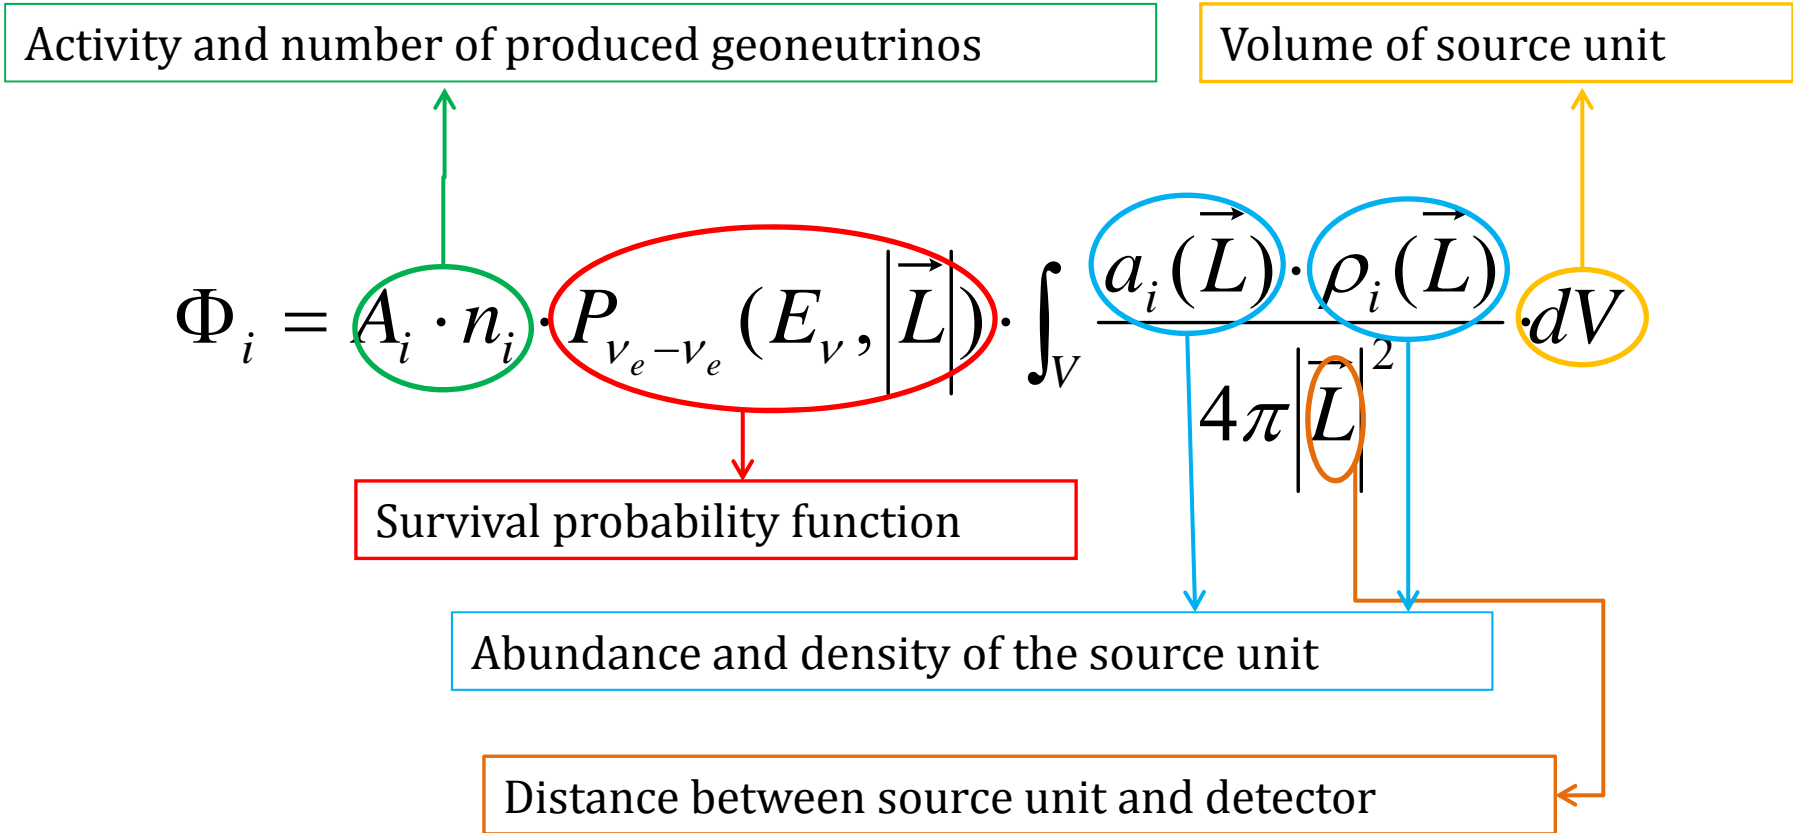 Activity and number of produced geoneutrinos
Volume of source unit
Φ_i = A_i · n_i · P_{ν_e−ν_e} (E_ν, |L⃗|) · ∫_V \frac{a_i(L⃗) · ρ_i(L⃗)}{4π|L⃗|^2} · dV
Survival probability function
Abundance and density of the source unit
Distance between source unit and detector